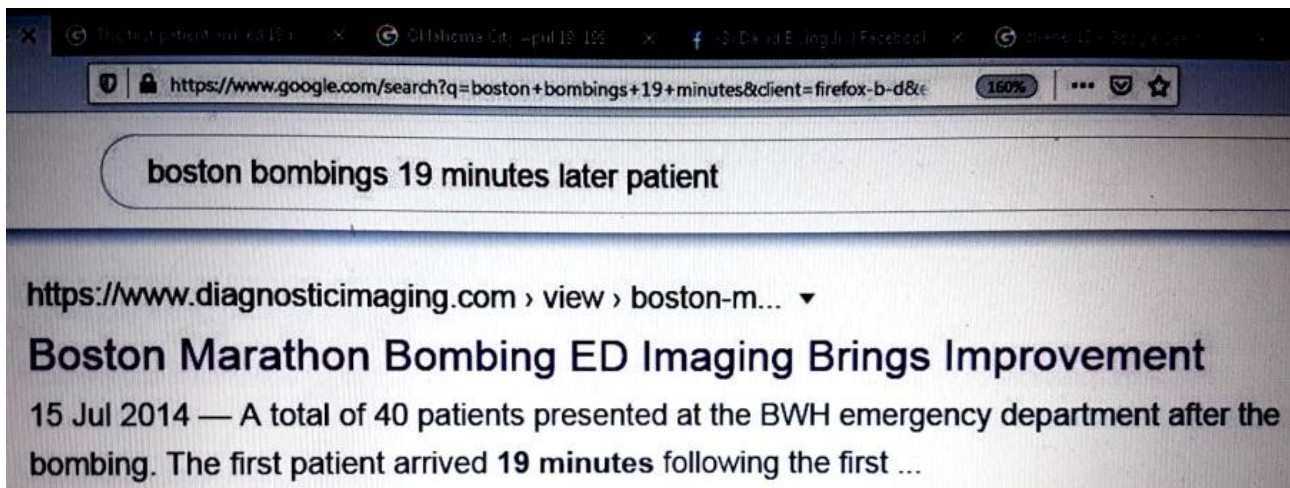 https://www.google.com/search?q=boston+bombings+19+minutes&client=firefox-b-d&e 160%
boston bombings 19 minutes later patient
https://www.diagnosticimaging.com › view › boston-m...
Boston Marathon Bombing ED Imaging Brings Improvement
15 Jul 2014 — A total of 40 patients presented at the BWH emergency department after the
bombing. The first patient arrived 19 minutes following the first ...